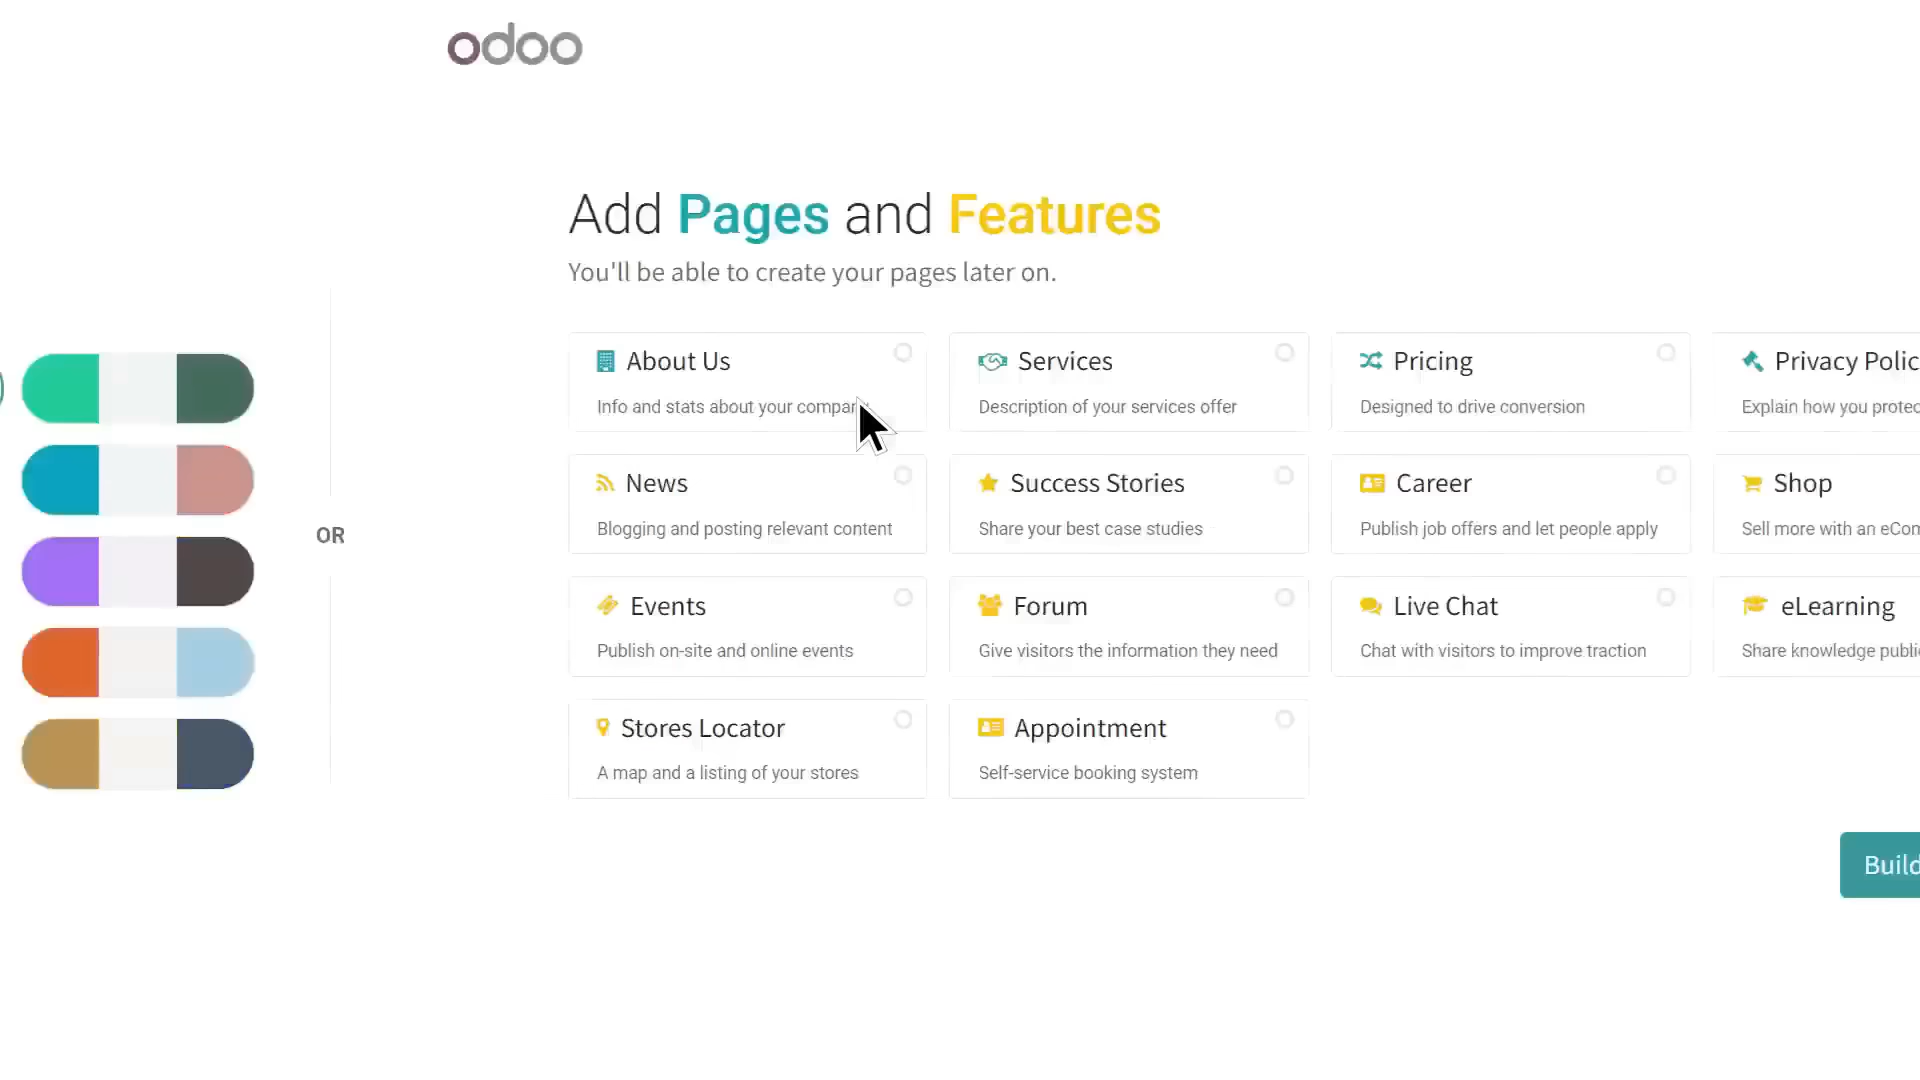 odoo
Add Pages and Features
You'll be able to create your pages later on.
About Us
Info and stats about your company
Services
Description of your services offer
Pricing
Designed to drive conversion
Privacy Polic
Explain how you protec
News
Blogging and posting relevant content
Success Stories
Share your best case studies
Career
Publish job offers and let people apply
Shop
Sell more with an eCom
OR
Events
Publish on-site and online events
Forum
Give visitors the information they need
Live Chat
Chat with visitors to improve traction
eLearning
Share knowledge public
Stores Locator
A map and a listing of your stores
Appointment
Self-service booking system
Build